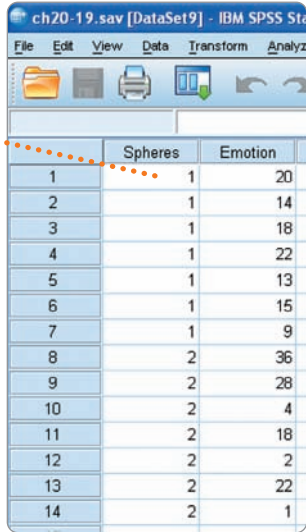 ch20-19.sav [DataSet9] - IBM SPSS Sta
File Edit View Data Transform Analyz
Spheres Emotion
1 1 20
2 1 14
3 1 18
4 1 22
5 1 13
6 1 15
7 1 9
8 2 36
9 2 28
10 2 4
11 2 18
12 2 2
13 2 22
14 2 1